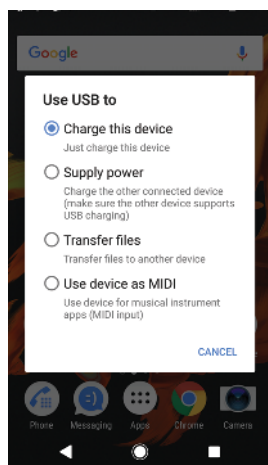 Google
Use USB to
Charge this device
Just charge this device
Supply power
Charge the other connected device
(make sure the other device supports
USB charging)
Transfer files
Transfer files to another device
Use device as MIDI
Use device for musical instrument
apps (MIDI input)
CANCEL
Phone Messaging Apps Chrome Camera